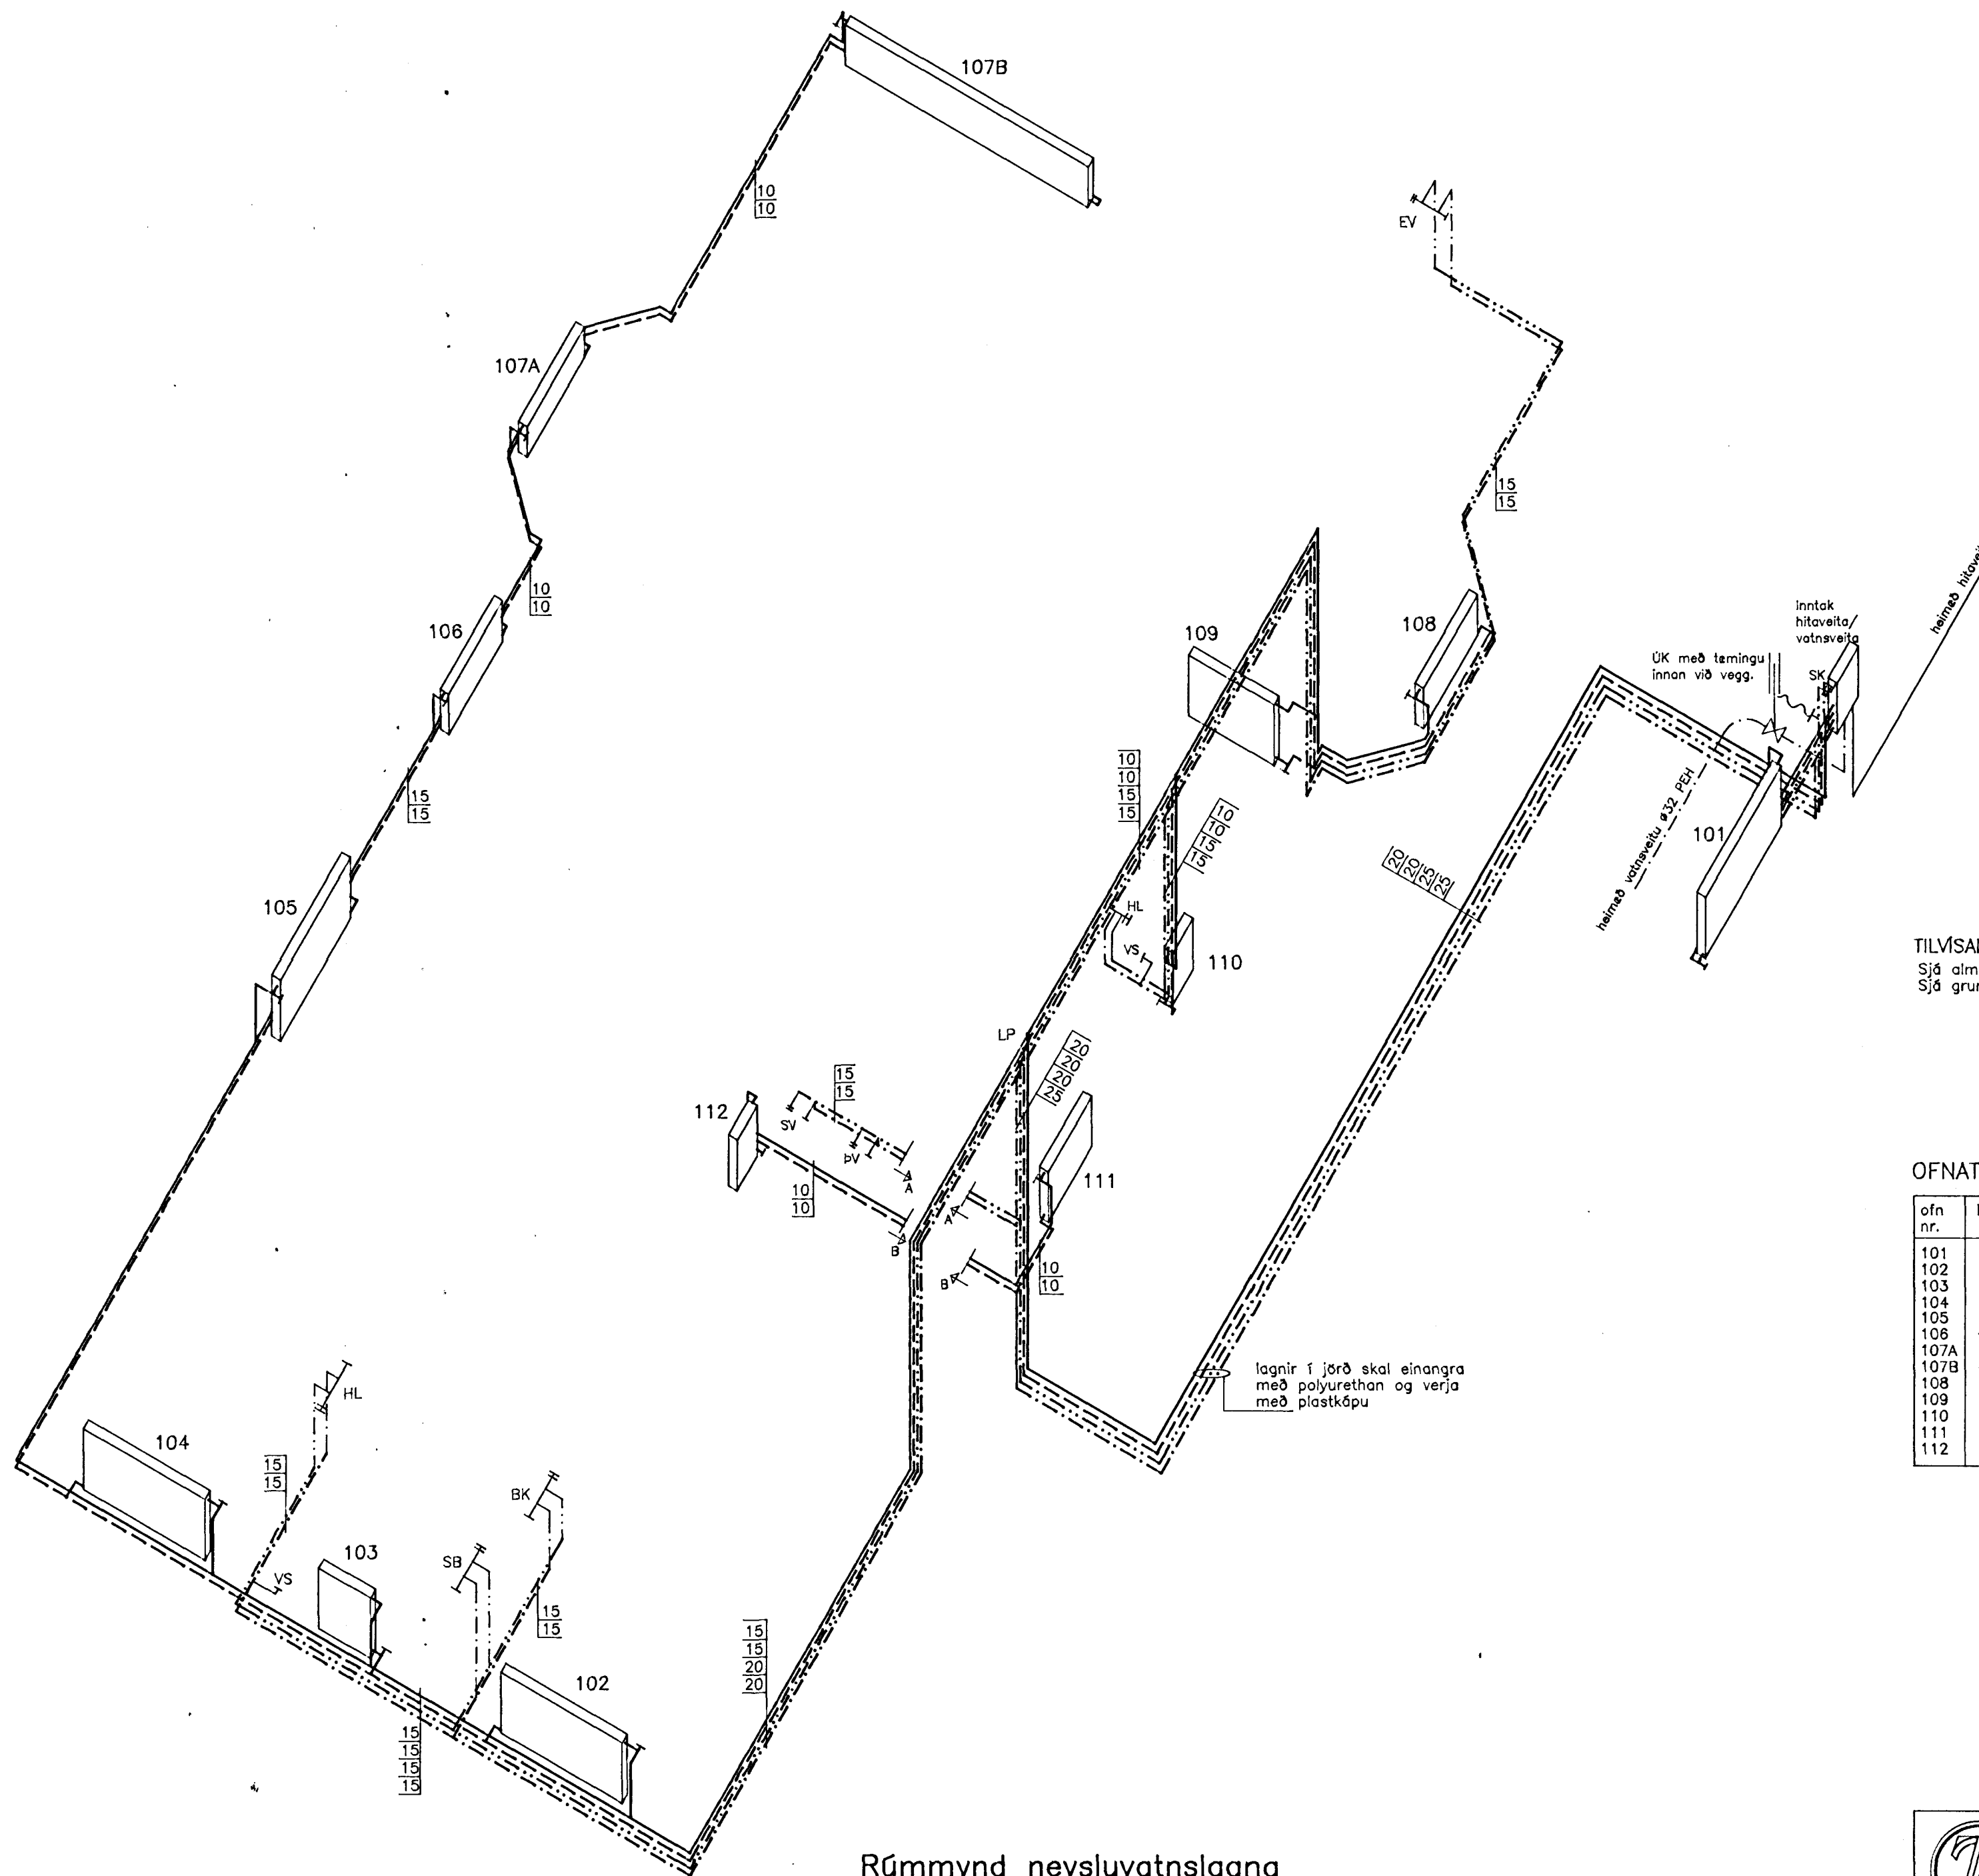 107B
10
10
EV
107A
15
15
10
10
106
109
108
inntak
hitaveita/
vatnsveita
ÚK með tæmingu
innan við vegg.
SK
15
15
10
10
15
15
10
10
15
15
heimæð vatnsveitu ø32 PEH
101
20
20
25
25
105
HL
VS
110
TILVÍSA
Sjá alm
Sjá gru
LP
20
20
20
25
15
15
112
SV
ÞV
A
111
10
10
B
A
B
10
10
OFNAT
ofn
nr.
101
102
103
104
105
106
107A
107B
108
109
110
111
112
lagnir í jörð skal einangra
með polyurethan og verja
með plastkápu
HL
104
15
15
BK
SB
103
VS
15
15
15
15
20
20
102
15
15
15
15
Rúmmynd neysluvatnslagna